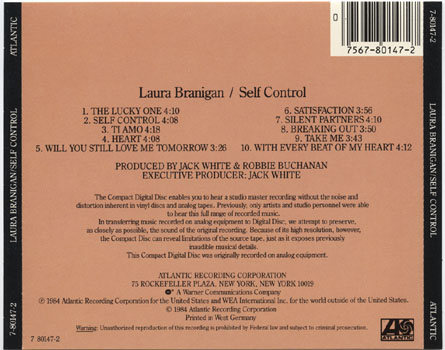 0
7567-80147-2
7-80147-2
ATLANTIC
LAURA BRANIGAN/SELF CONTROL
7-80147-2
LAURA BRANIGAN/SELF CONTROL
ATLANTIC
Laura Branigan / Self Control
1. THE LUCKY ONE 4:10
2. SELF CONTROL 4:08
3. TI AMO 4:18
4. HEART 4:08
5. WILL YOU STILL LOVE ME TOMORROW 3:26
6. SATISFACTION 3:56
7. SILENT PARTNERS 4:10
8. BREAKING OUT 3:50
9. TAKE ME 3:43
10. WITH EVERY BEAT OF MY HEART 4:12
PRODUCED BY JACK WHITE & ROBBIE BUCHANAN
EXECUTIVE PRODUCER: JACK WHITE
The Compact Digital Disc enables you to hear a studio master recording without the noise and
distortion inherent in vinyl discs and analog tapes. Previously, only artists and studio personnel were able
to hear this full range of recorded music.
In transferring music recorded on analog equipment to Digital Disc, we attempt to preserve,
as closely as possible, the sound of the original recording. Because of its high resolution, however,
the Compact Disc can reveal limitations of the source tape, just as it exposes previously
inaudible musical details.
This Compact Digital Disc was originally recorded on analog equipment.
ATLANTIC RECORDING CORPORATION
75 ROCKEFELLER PLAZA, NEW YORK, NEW YORK 10019
A Warner Communications Company
℗ 1984 Atlantic Recording Corporation for the United States and WEA International Inc. for the world outside of the United States.
© 1984 Atlantic Recording Corporation
Printed in West Germany
Warning: Unauthorized reproduction of this recording is prohibited by Federal law and subject to criminal prosecution.
7 80147-2
ATLANTIC